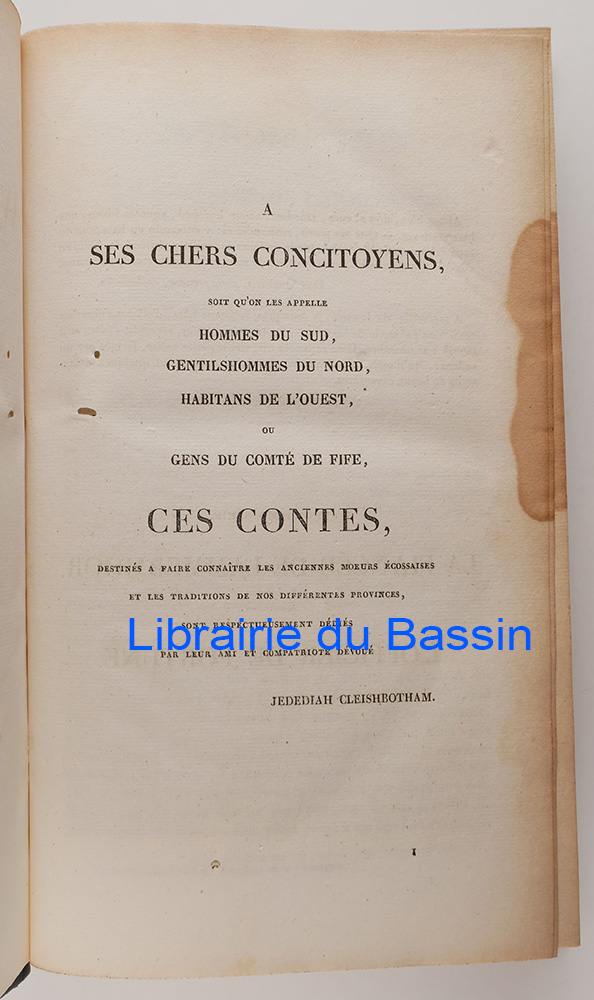 A
SES CHERS CONCITOYENS,
SOIT QU'ON LES APPELLE
HOMMES DU SUD,
GENTILSHOMMES DU NORD,
HABITANS DE L'OUEST,
OU
GENS DU COMTÉ DE FIFE,
CES CONTES,
DESTINÉS A FAIRE CONNAÎTRE LES ANCIENNES MOEURS ÉCOSSAISES
ET LES TRADITIONS DE NOS DIFFÉRENTES PROVINCES,
SONT RESPECTUEUSEMENT DÉDIÉS
Librairie du Bassin
PAR LEUR AMI ET COMPATRIOTE DÉVOUÉ
JEDEDIAH CLEISHBOTHAM.
I